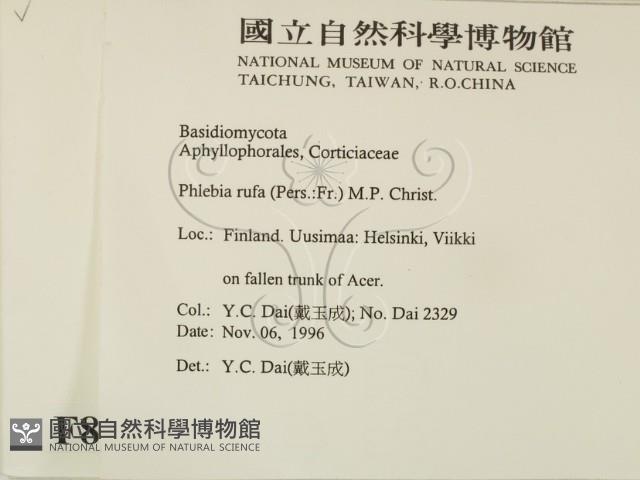 國立自然科學博物館
NATIONAL MUSEUM OF NATURAL SCIENCE
TAICHUNG, TAIWAN, R.O.CHINA
Basidiomycota
Aphyllophorales, Corticiaceae
Phlebia rufa (Pers.:Fr.) M.P. Christ.
Loc.: Finland. Uusimaa: Helsinki, Viikki
on fallen trunk of Acer.
Col.: Y.C. Dai(戴玉成); No. Dai 2329
Date: Nov. 06, 1996
Det.: Y.C. Dai(戴玉成)
F8
國立自然科學博物館
NATIONAL MUSEUM OF NATURAL SCIENCE